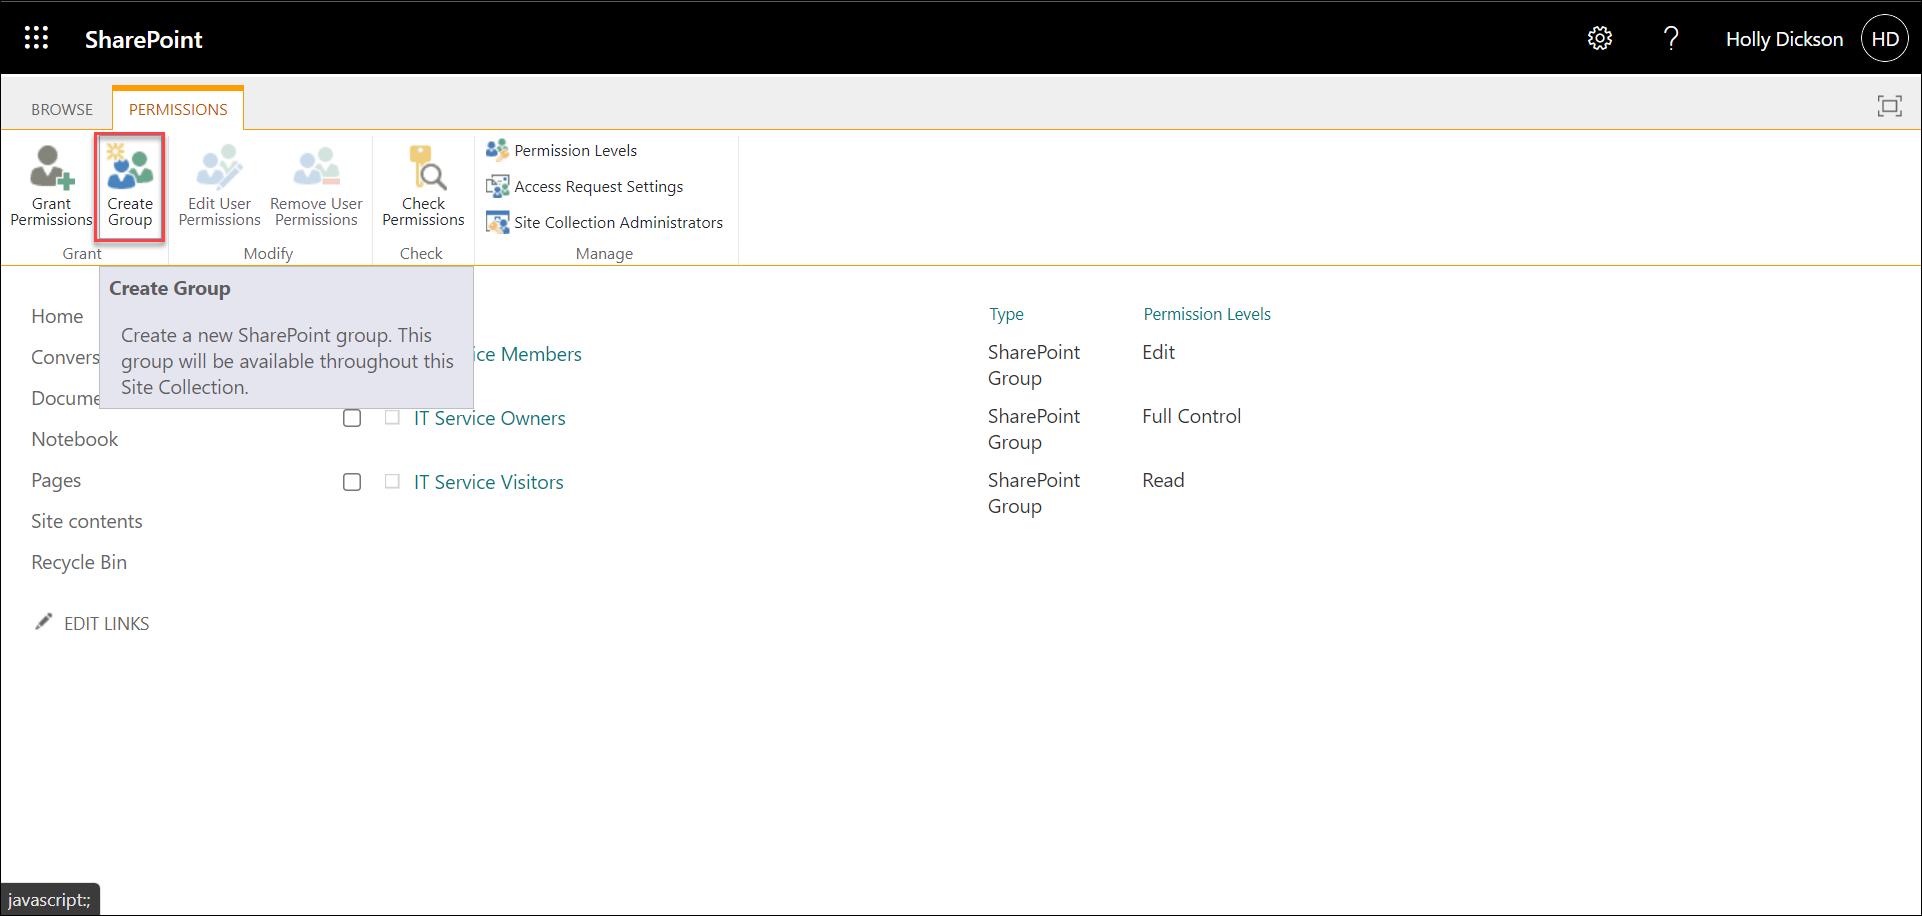 SharePoint
?
Holly Dickson
HD
BROWSE
PERMISSIONS
Grant
Permissions
Create
Group
Edit User
Permissions
Remove User
Permissions
Check
Permissions
Permission Levels
Access Request Settings
Site Collection Administrators
Grant
Modify
Check
Manage
Create Group
Create a new SharePoint group. This
group will be available throughout this
Site Collection.
Home
Convers
Docume
Notebook
Pages
Site contents
Recycle Bin
EDIT LINKS
Type
Permission Levels
ice Members
SharePoint
Group
Edit
IT Service Owners
SharePoint
Group
Full Control
IT Service Visitors
SharePoint
Group
Read
javascript:;